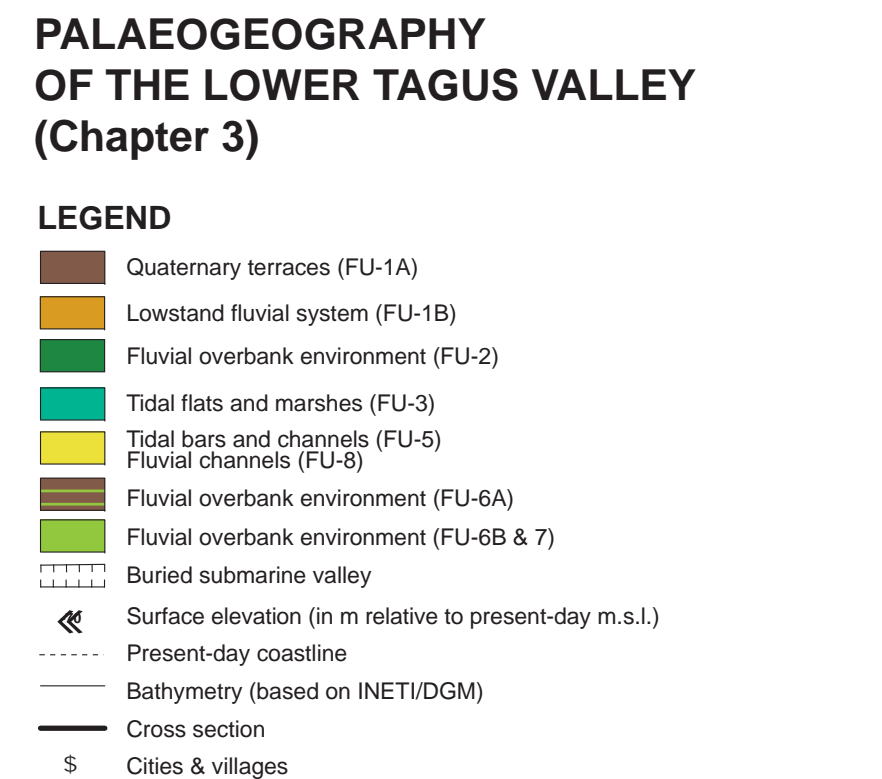 PALAEOGEOGRAPHY
OF THE LOWER TAGUS VALLEY
(Chapter 3)
LEGEND
Quaternary terraces (FU-1A)
Lowstand fluvial system (FU-1B)
Fluvial overbank environment (FU-2)
Tidal flats and marshes (FU-3)
Tidal bars and channels (FU-5)
Fluvial channels (FU-8)
Fluvial overbank environment (FU-6A)
Fluvial overbank environment (FU-6B & 7)
Buried submarine valley
Surface elevation (in m relative to present-day m.s.l.)
Present-day coastline
Bathymetry (based on INETI/DGM)
Cross section
$ Cities & villages